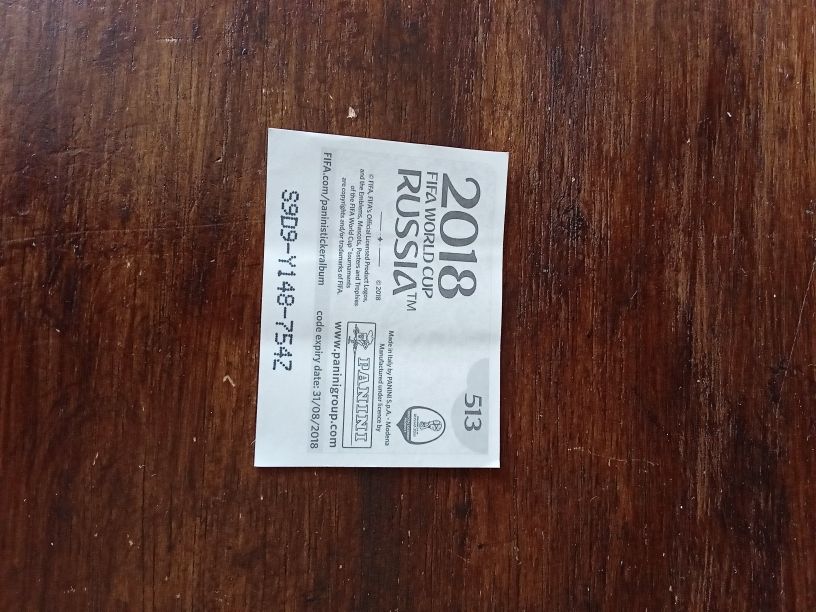 2018
FIFA WORLD CUP
RUSSIA™
513
© 2018
© FIFA, FIFA's Official Licensed Product Logos,
and the Emblems, Mascots, Posters and Trophies
of the FIFA World Cup™ tournaments
are copyrights and/or trademarks of FIFA.
Made in Italy by PANINI S.p.A. - Modena
Manufactured under licence by
PANINI
www.paninigroup.com
FIFA.com/paninistickeralbum
code expiry date: 31/08/2018
S9D9-Y148-7542